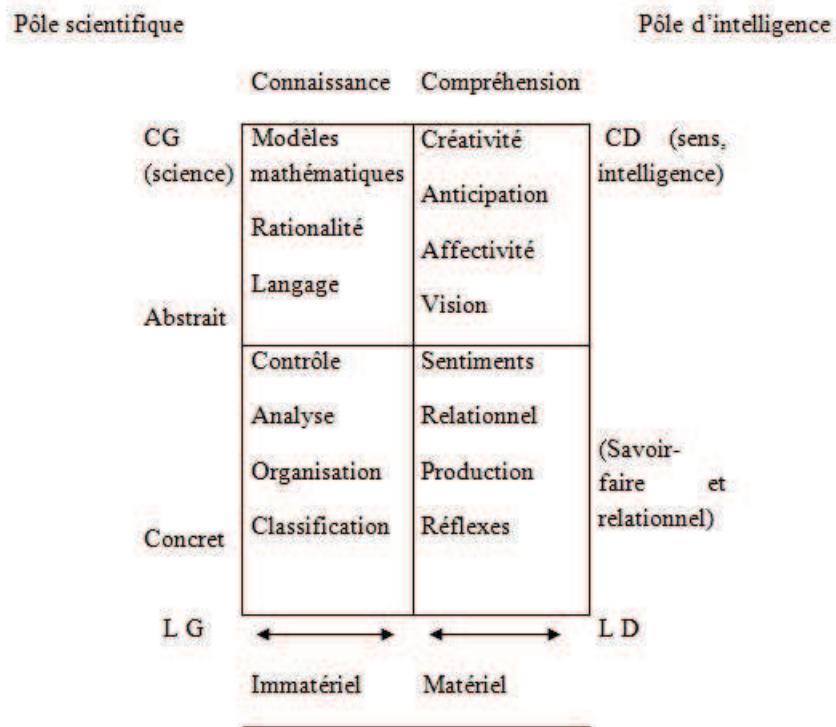 Pôle scientifique Pôle d'intelligence
Connaissance Compréhension
CG Modèles Créativité CD (sens,
(science) mathématiques intelligence)
Anticipation
Rationalité
Affectivité
Langage
Vision
Abstrait
Contrôle Sentiments
Analyse Relationnel
(Savoir-
Organisation Production faire et
relationnel)
Classification Réflexes
Concret
L G L D
Immatériel Matériel